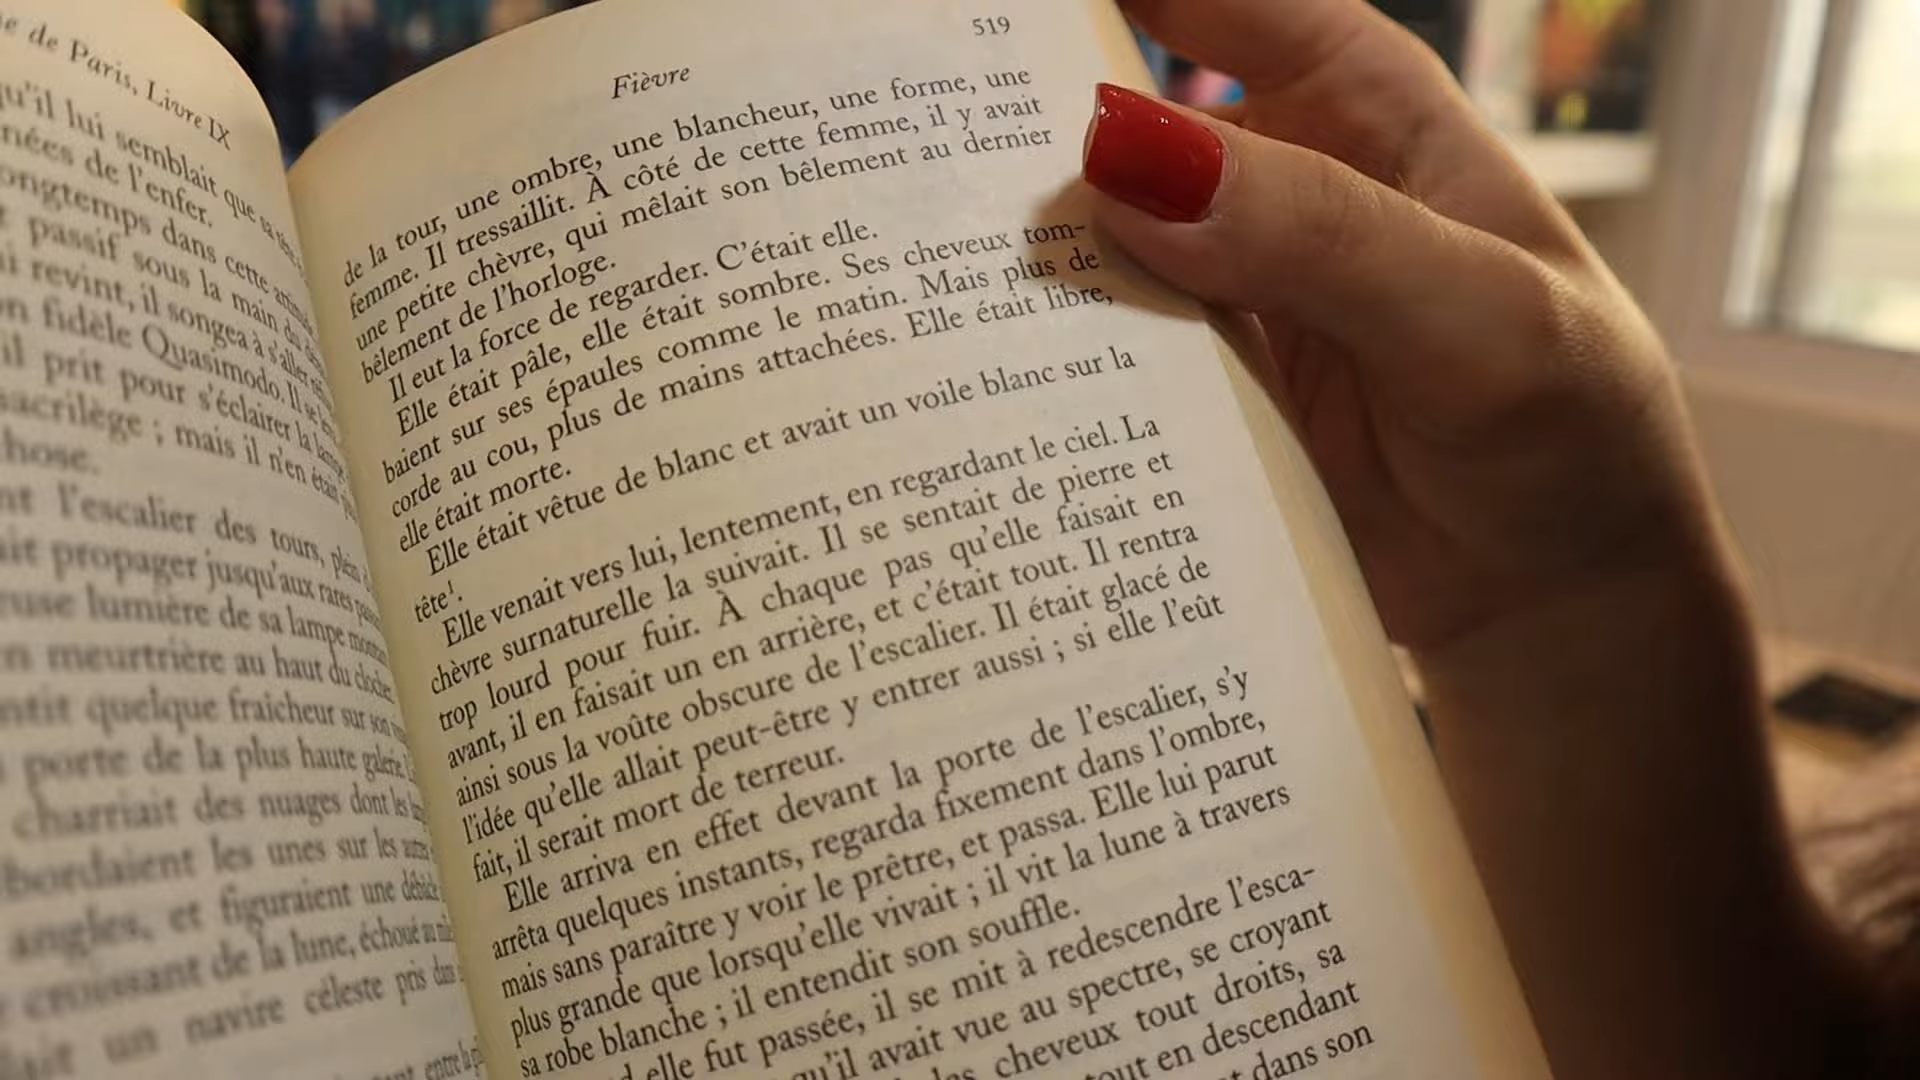 de Paris, Livre IX
qu'il lui semblait que sa
nées de l'enfer.
longtemps dans cette
passif sous la main du
revint, il songea à s'aller
fidèle Quasimodo. Il se
il prit pour s'éclairer la
sacrilège ; mais il n'en était
chose.
l'escalier des tours, plein
propager jusqu'aux rares
lumière de sa lampe
meurtrière au haut du clocher.
quelque fraîcheur sur son
porte de la plus haute galerie.
charriait des nuages dont les
les unes sur les autres
angles, et figuraient une débâcle
croissant de la lune, échoué au
un navire céleste pris dans
519
Fièvre
de la tour, une ombre, une blancheur, une forme, une
femme. Il tressaillit. À côté de cette femme, il y avait
une petite chèvre, qui mêlait son bêlement au dernier
bêlement de l'horloge.
Il eut la force de regarder. C'était elle.
Elle était pâle, elle était sombre. Ses cheveux tom-
baient sur ses épaules comme le matin. Mais plus de
corde au cou, plus de mains attachées. Elle était libre,
elle était morte.
Elle était vêtue de blanc et avait un voile blanc sur la
tête¹.
Elle venait vers lui, lentement, en regardant le ciel. La
chèvre surnaturelle la suivait. Il se sentait de pierre et
trop lourd pour fuir. À chaque pas qu'elle faisait en
avant, il en faisait un en arrière, et c'était tout. Il rentra
ainsi sous la voûte obscure de l'escalier. Il était glacé de
l'idée qu'elle allait peut-être y entrer aussi ; si elle l'eût
fait, il serait mort de terreur.
Elle arriva en effet devant la porte de l'escalier, s'y
arrêta quelques instants, regarda fixement dans l'ombre,
mais sans paraître y voir le prêtre, et passa. Elle lui parut
plus grande que lorsqu'elle vivait ; il vit la lune à travers
sa robe blanche ; il entendit son souffle.
elle fut passée, il se mit à redescendre l'esca-
qu'il avait vue au spectre, se croyant
cheveux tout droits, sa
tout en descendant
dans son